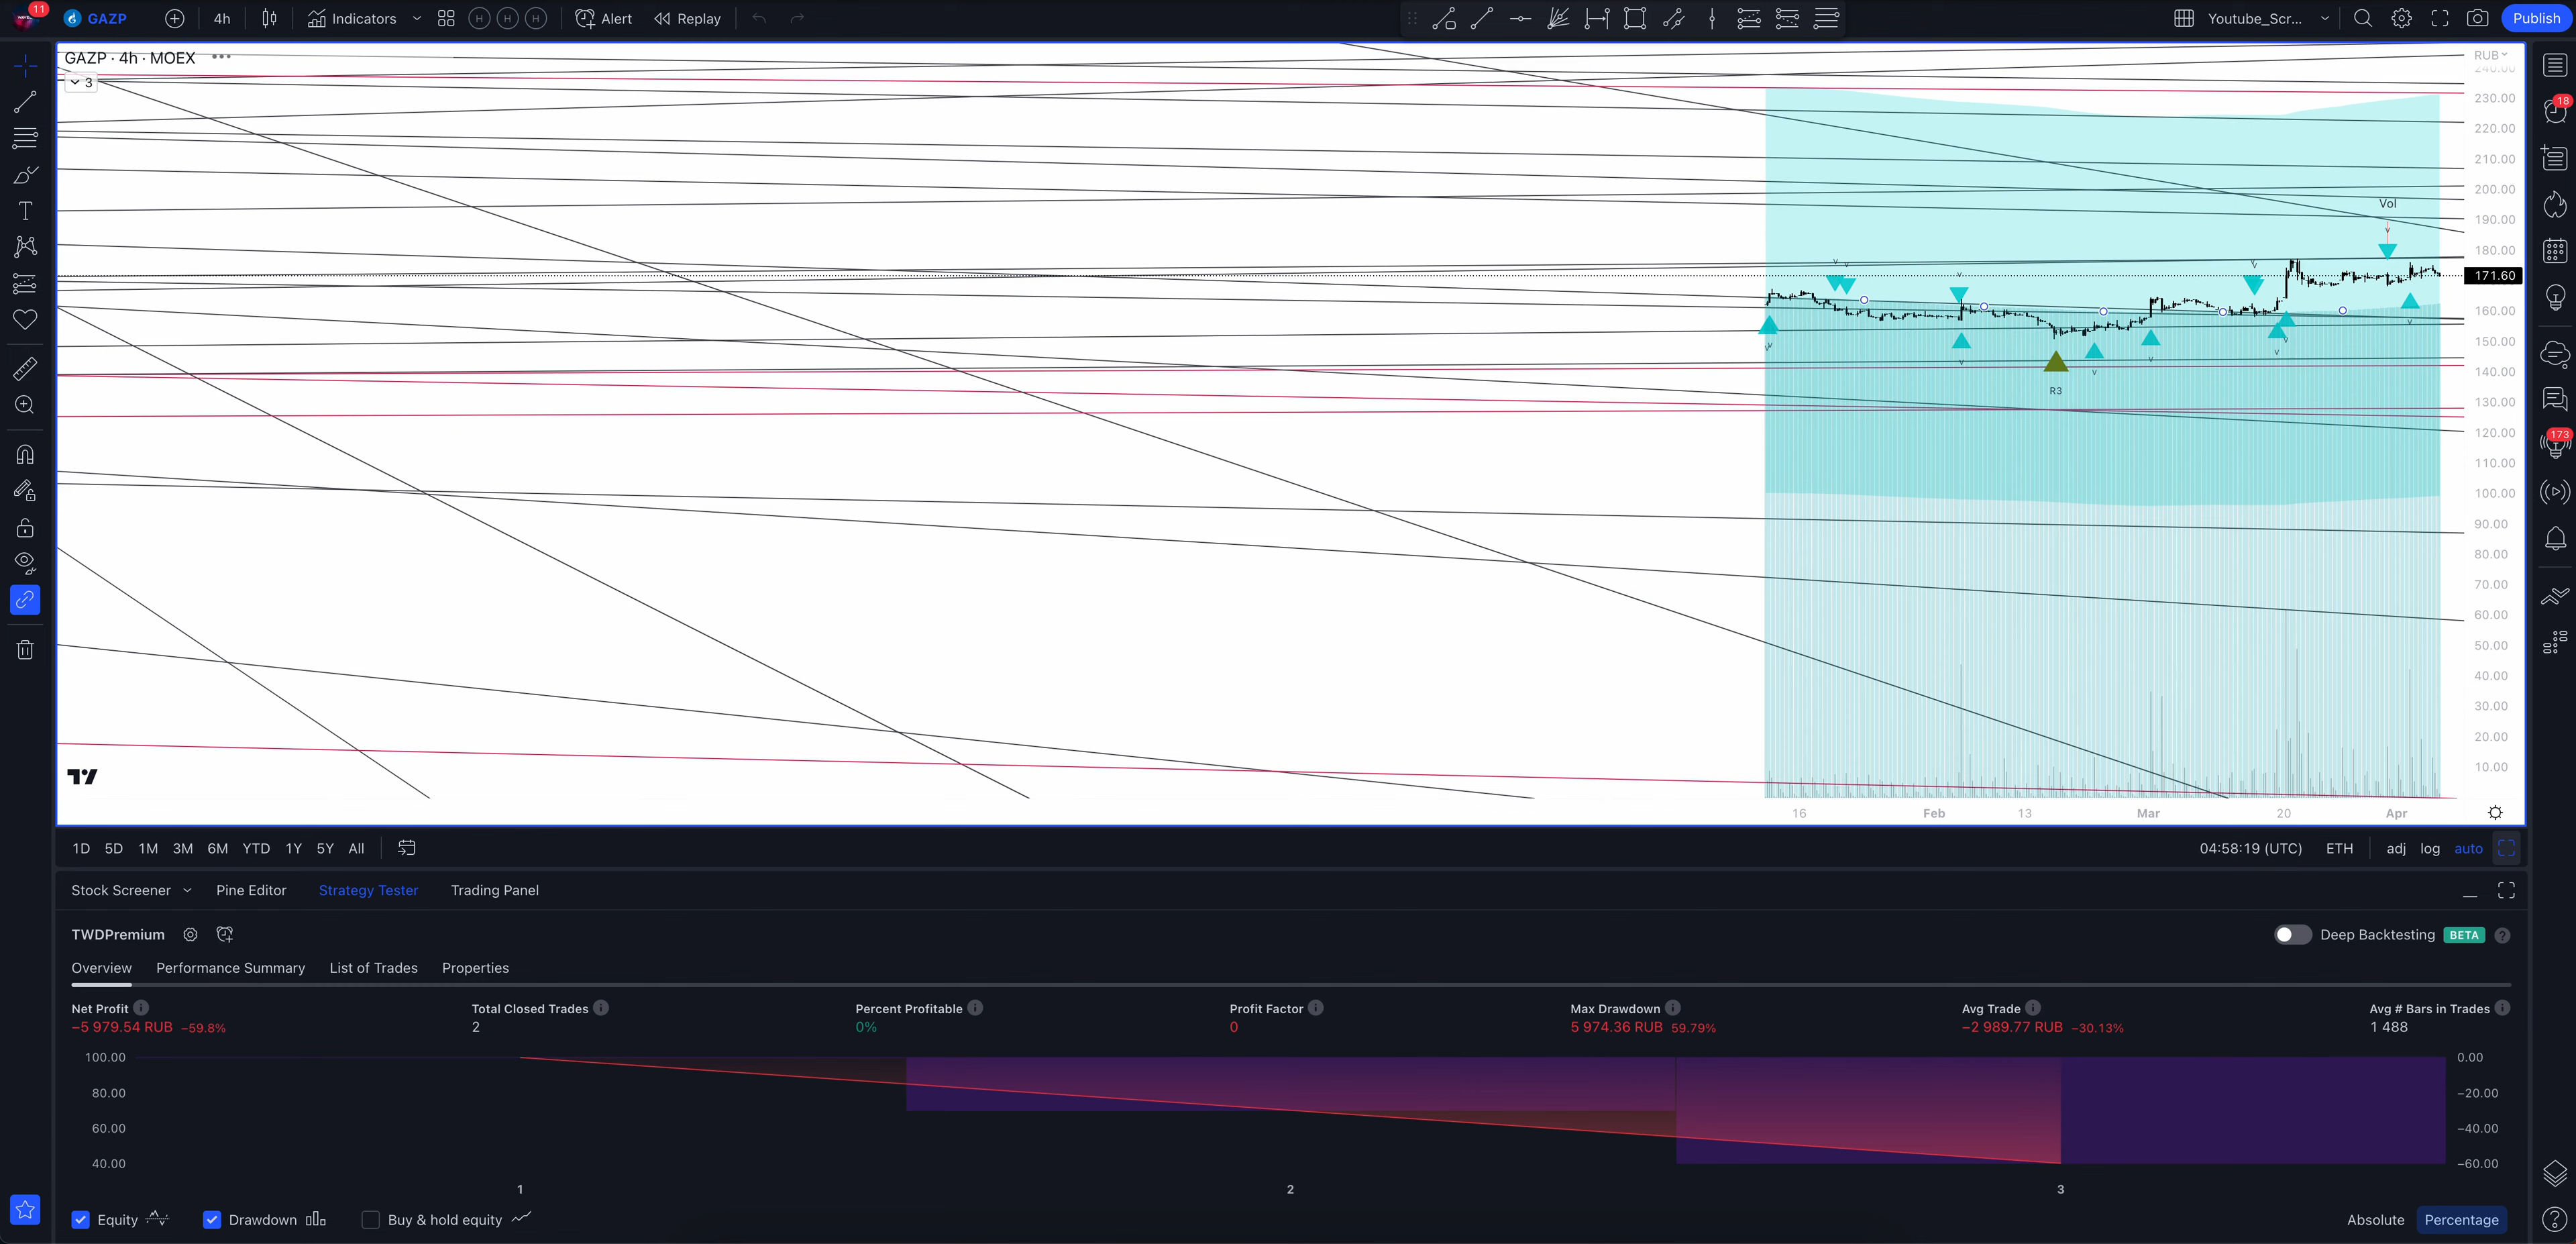 11
GAZP
4h
Indicators
H
H
H
Alert
Replay
Youtube_Scr...
Publish
GAZP · 4h · MOEX
3
RUB
240.00
230.00
220.00
210.00
200.00
190.00
180.00
171.60
160.00
150.00
140.00
130.00
120.00
110.00
100.00
90.00
80.00
70.00
60.00
50.00
40.00
30.00
20.00
10.00
Vol
R3
16
Feb
13
Mar
20
Apr
18
173
1D 5D 1M 3M 6M YTD 1Y 5Y All
04:58:19 (UTC) ETH adj log auto
Stock Screener Pine Editor Strategy Tester Trading Panel
TWDPremium
Deep Backtesting BETA
Overview Performance Summary List of Trades Properties
Net Profit Total Closed Trades Percent Profitable Profit Factor Max Drawdown Avg Trade Avg # Bars in Trades
−5 979.54 RUB −59.8% 2 0% 0 5 974.36 RUB 59.79% −2 989.77 RUB −30.13% 1 488
100.00 0.00
80.00 −20.00
60.00 −40.00
40.00 −60.00
1 2 3
Equity Drawdown Buy & hold equity Absolute Percentage